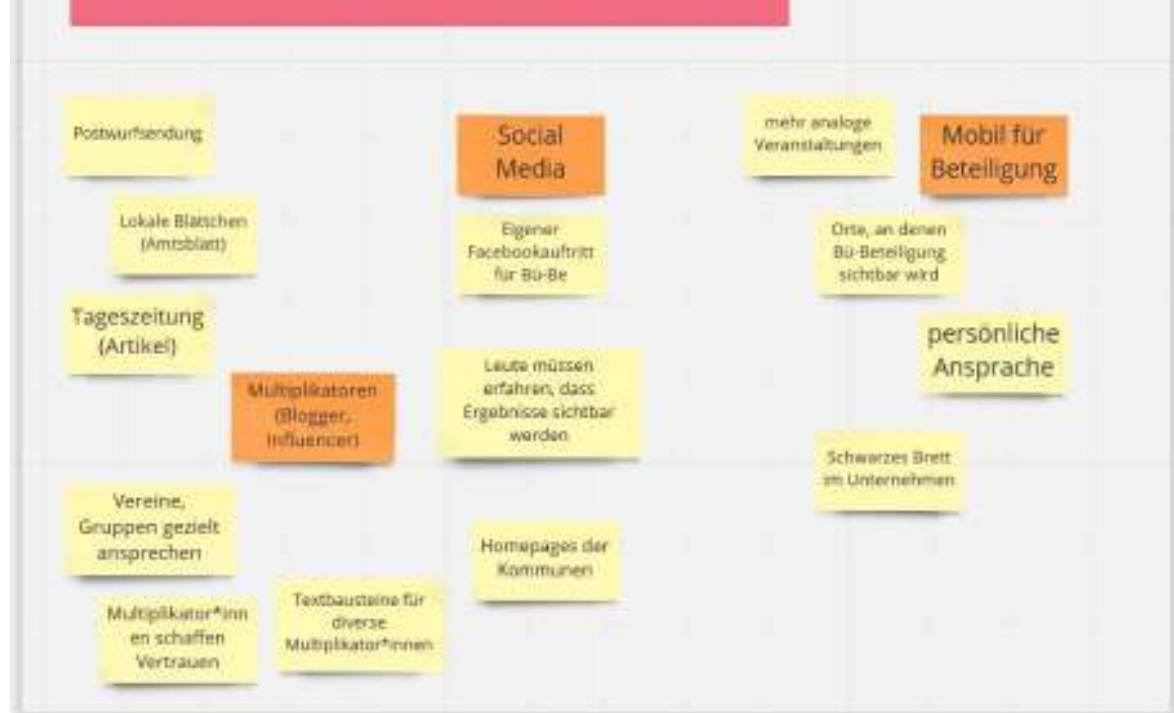 Postwurfsendung
Lokale Blätschen
(Amtsblatt)
Tageszeitung
(Artikel)
Multiplikatoren
(Blogger,
Influencer)
Vereine,
Gruppen gezielt
ansprechen
Multiplikator*inn
en schaffen
Vertrauen
Textbausteine für
diverse
Multiplikator*innen
Social
Media
Eigener
Facebookauftritt
für Bü-Be
Leute müssen
erfahren, dass
Ergebnisse sichtbar
werden
Homepages der
Kommunen
mehr analoge
Veranstaltungen
Mobil für
Beteiligung
Orte, an denen
Bü-Beteiligung
sichtbar wird
persönliche
Ansprache
Schwarzes Brett
im Unternehmen